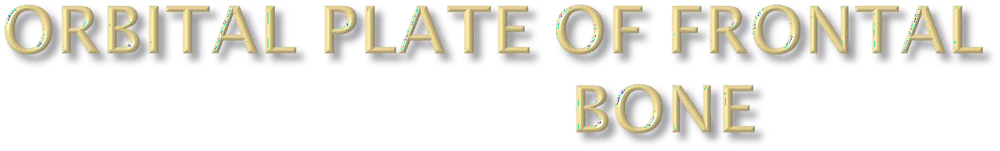 ORBITAL PLATE OF FRONTAL
BONE